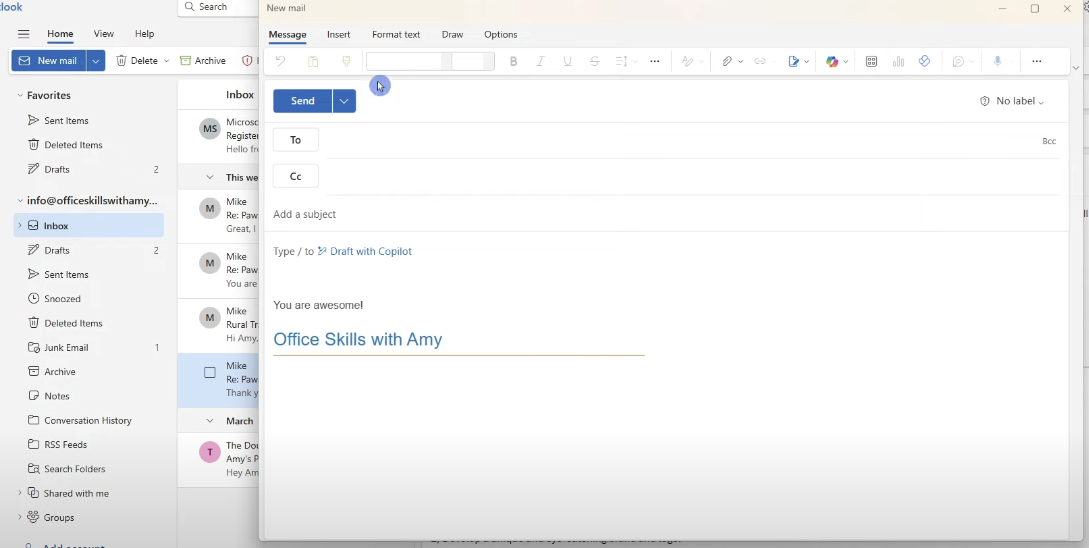 look
Search
Home View Help
New mail
Delete
Archive
Favorites
Sent Items
Deleted Items
Drafts 2
info@officeskillswithamy...
Inbox
Drafts 2
Sent Items
Snoozed
Deleted Items
Junk Email 1
Archive
Notes
Conversation History
RSS Feeds
Search Folders
Shared with me
Groups
Add account
Inbox
MS
Microsc
Register
Hello fr
This we
M
Mike
Re: Paw
Great, I
M
Mike
Re: Paw
You are
M
Mike
Rural Tr
Hi Amy,
Mike
Re: Paw
Thank y
March
T
The Dou
Amy's P
Hey Am
New mail
Message Insert Format text Draw Options
B I U S
Send
No label
To
Bcc
Cc
Add a subject
Type / to Draft with Copilot
You are awesome!
Office Skills with Amy